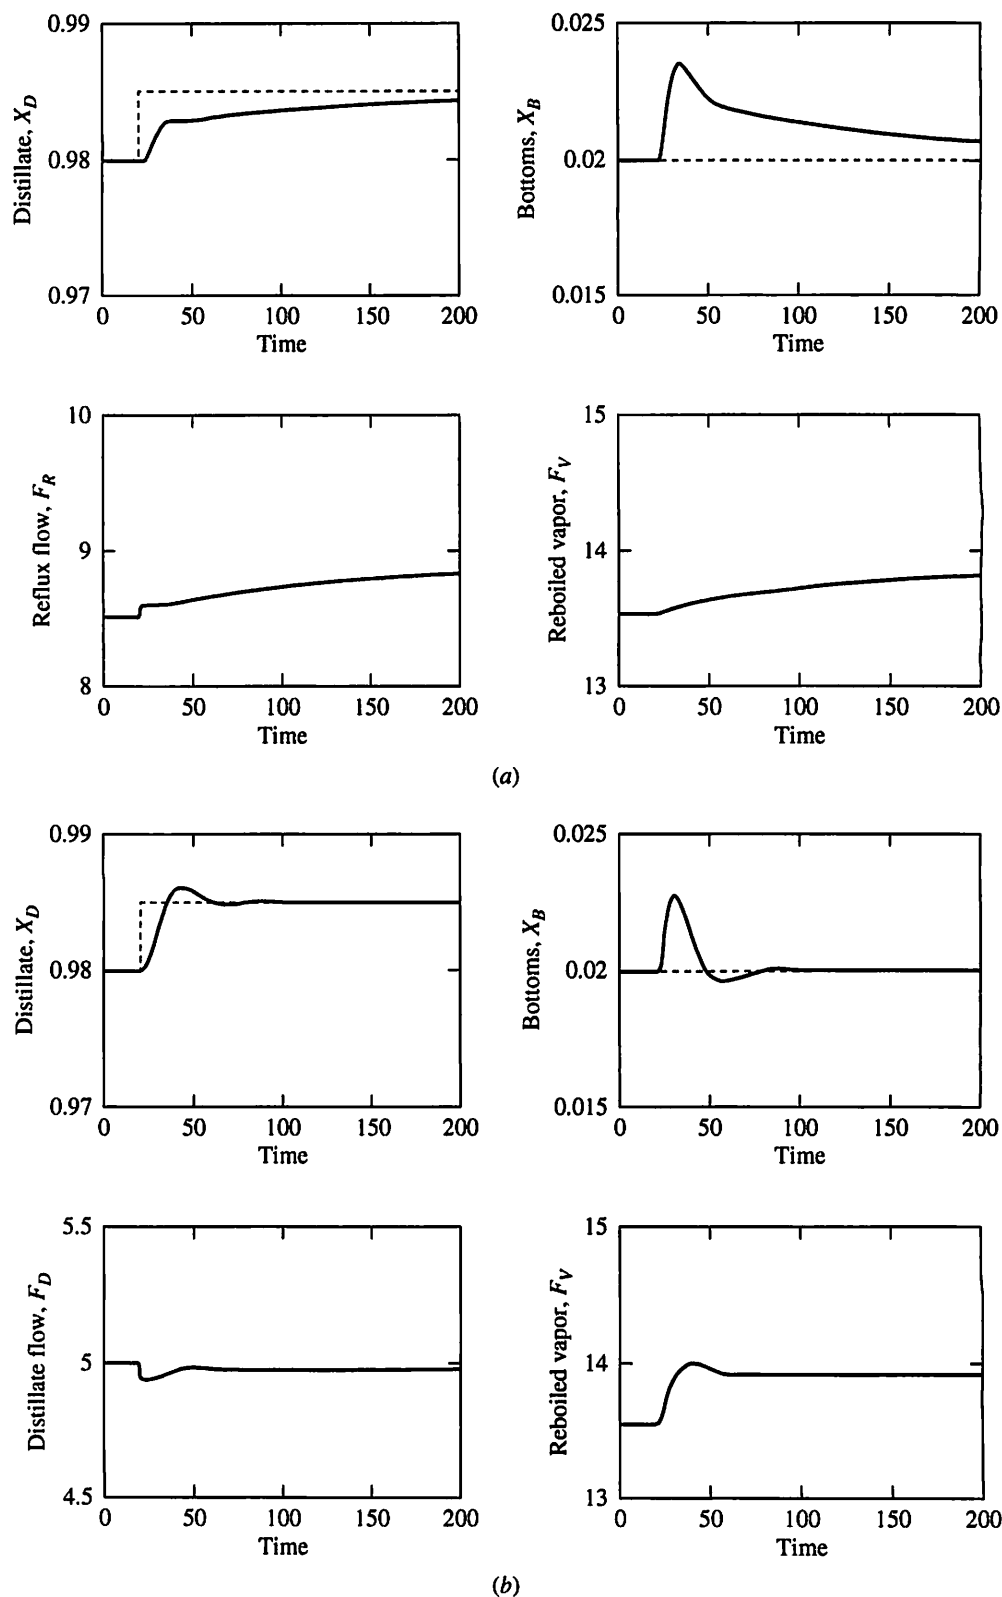 0.99
0.98
0.97
Distillate, X_D
0 50 100 150 200
Time
0.025
0.02
0.015
Bottoms, X_B
0 50 100 150 200
Time
10
9
8
Reflux flow, F_R
0 50 100 150 200
Time
15
14
13
Reboiled vapor, F_V
0 50 100 150 200
Time
(a)
0.99
0.98
0.97
Distillate, X_D
0 50 100 150 200
Time
0.025
0.02
0.015
Bottoms, X_B
0 50 100 150 200
Time
5.5
5
4.5
Distillate flow, F_D
0 50 100 150 200
Time
15
14
13
Reboiled vapor, F_V
0 50 100 150 200
Time
(b)